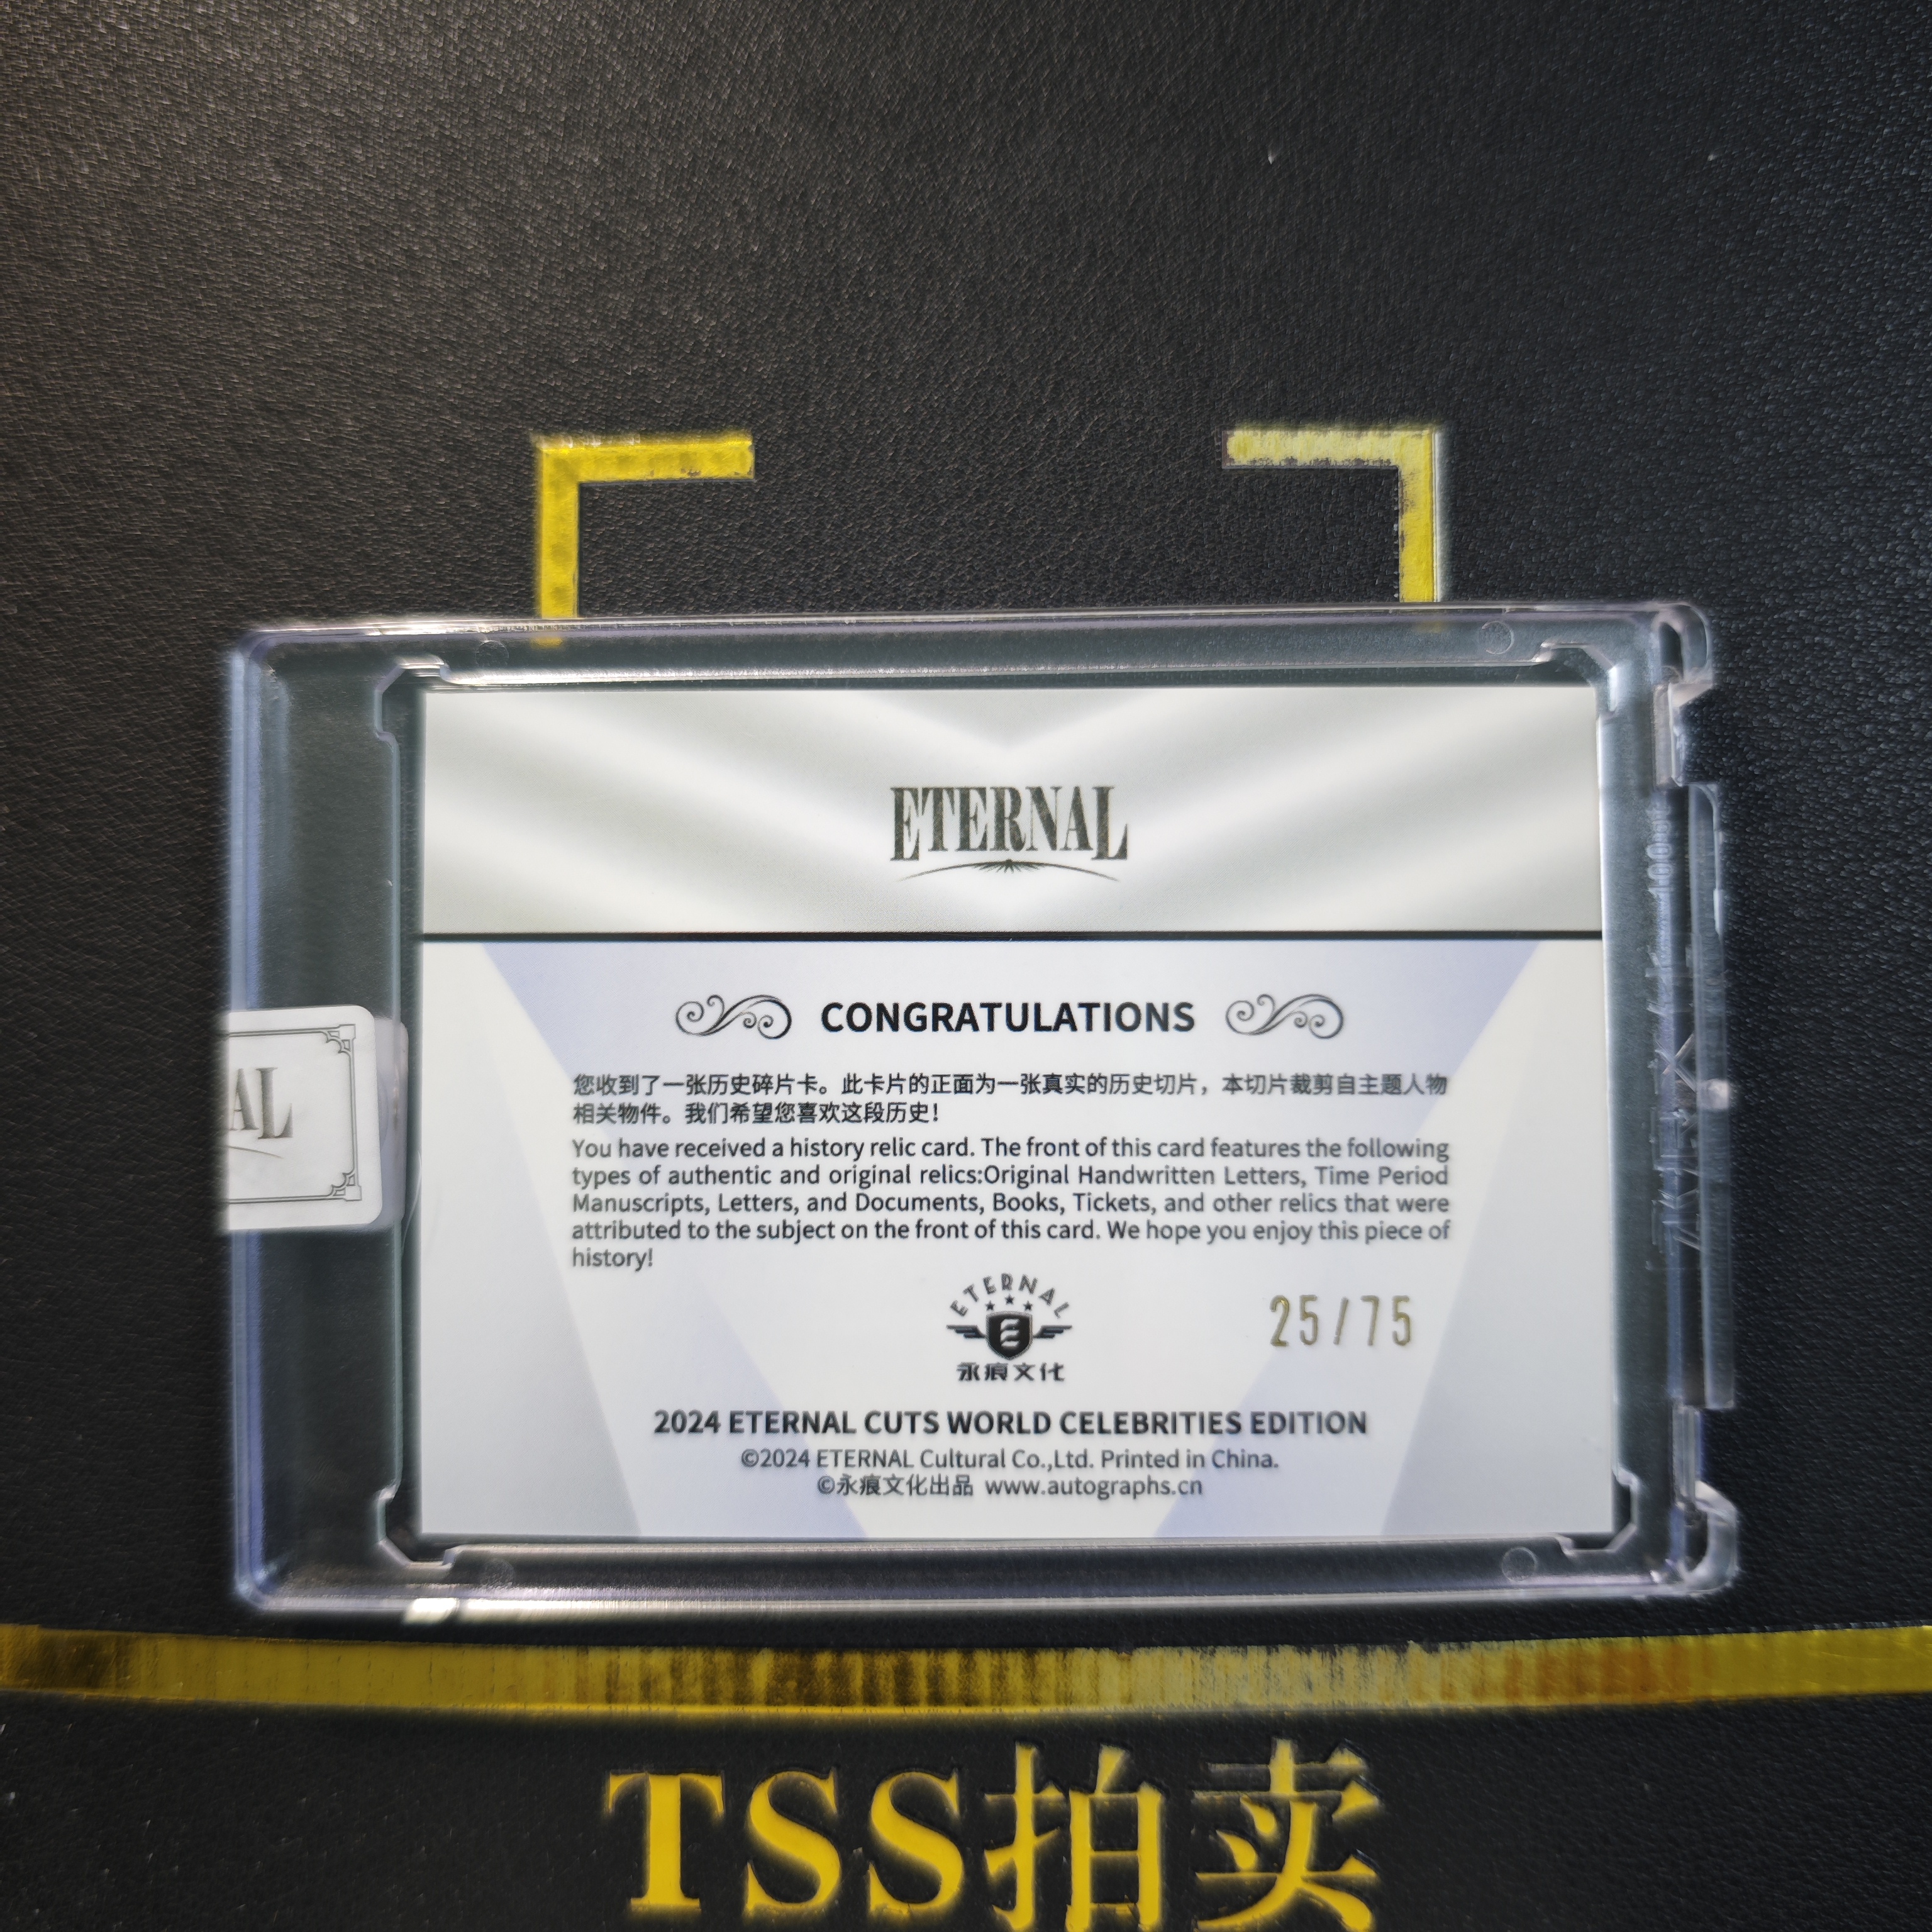 ETERNAL
CONGRATULATIONS
您收到了一张历史碎片卡。此卡片的正面为一张真实的历史切片，本切片裁剪自主题人物
相关物件。我们希望您喜欢这段历史！
You have received a history relic card. The front of this card features the following
types of authentic and original relics:Original Handwritten Letters, Time Period
Manuscripts, Letters, and Documents, Books, Tickets, and other relics that were
attributed to the subject on the front of this card. We hope you enjoy this piece of
history!
AL
ETERNAL
25/75
永痕文化
2024 ETERNAL CUTS WORLD CELEBRITIES EDITION
©2024 ETERNAL Cultural Co.,Ltd. Printed in China.
©永痕文化出品 www.autographs.cn
TSS拍卖